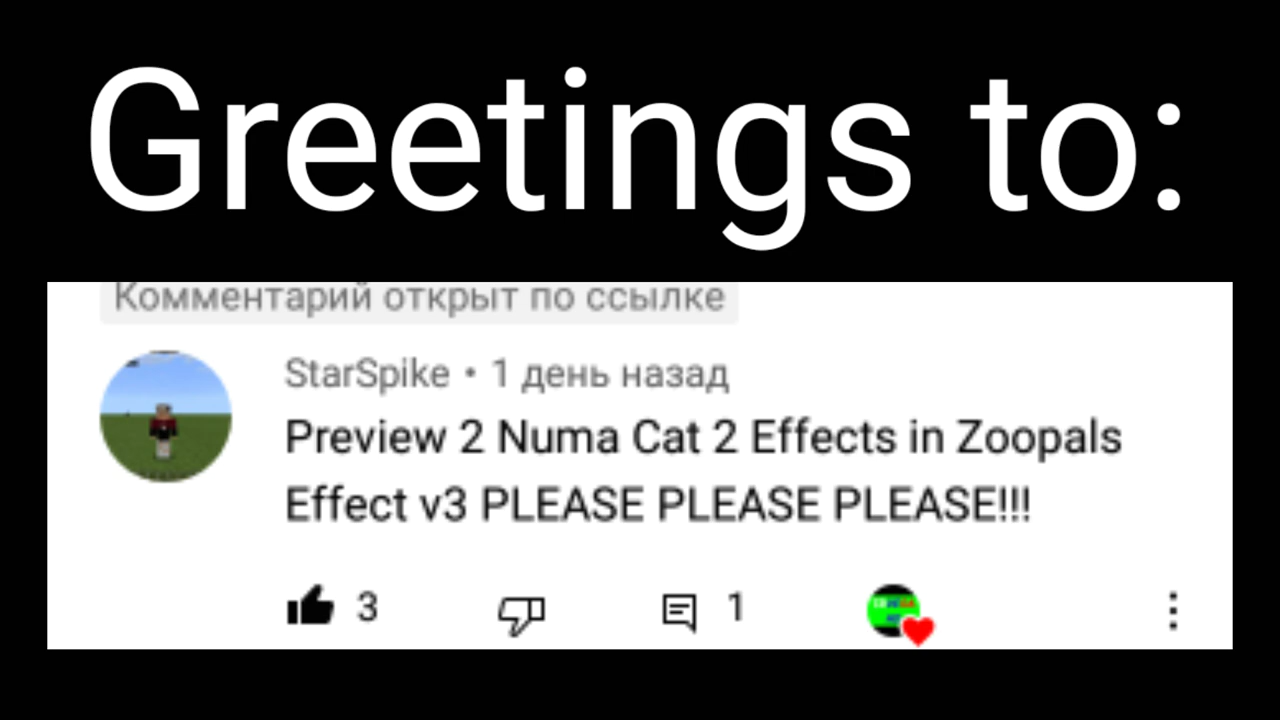 Greetings to:
Комментарий открыт по ссылке
StarSpike • 1 день назад
Preview 2 Numa Cat 2 Effects in Zoopals
Effect v3 PLEASE PLEASE PLEASE!!!
3 1